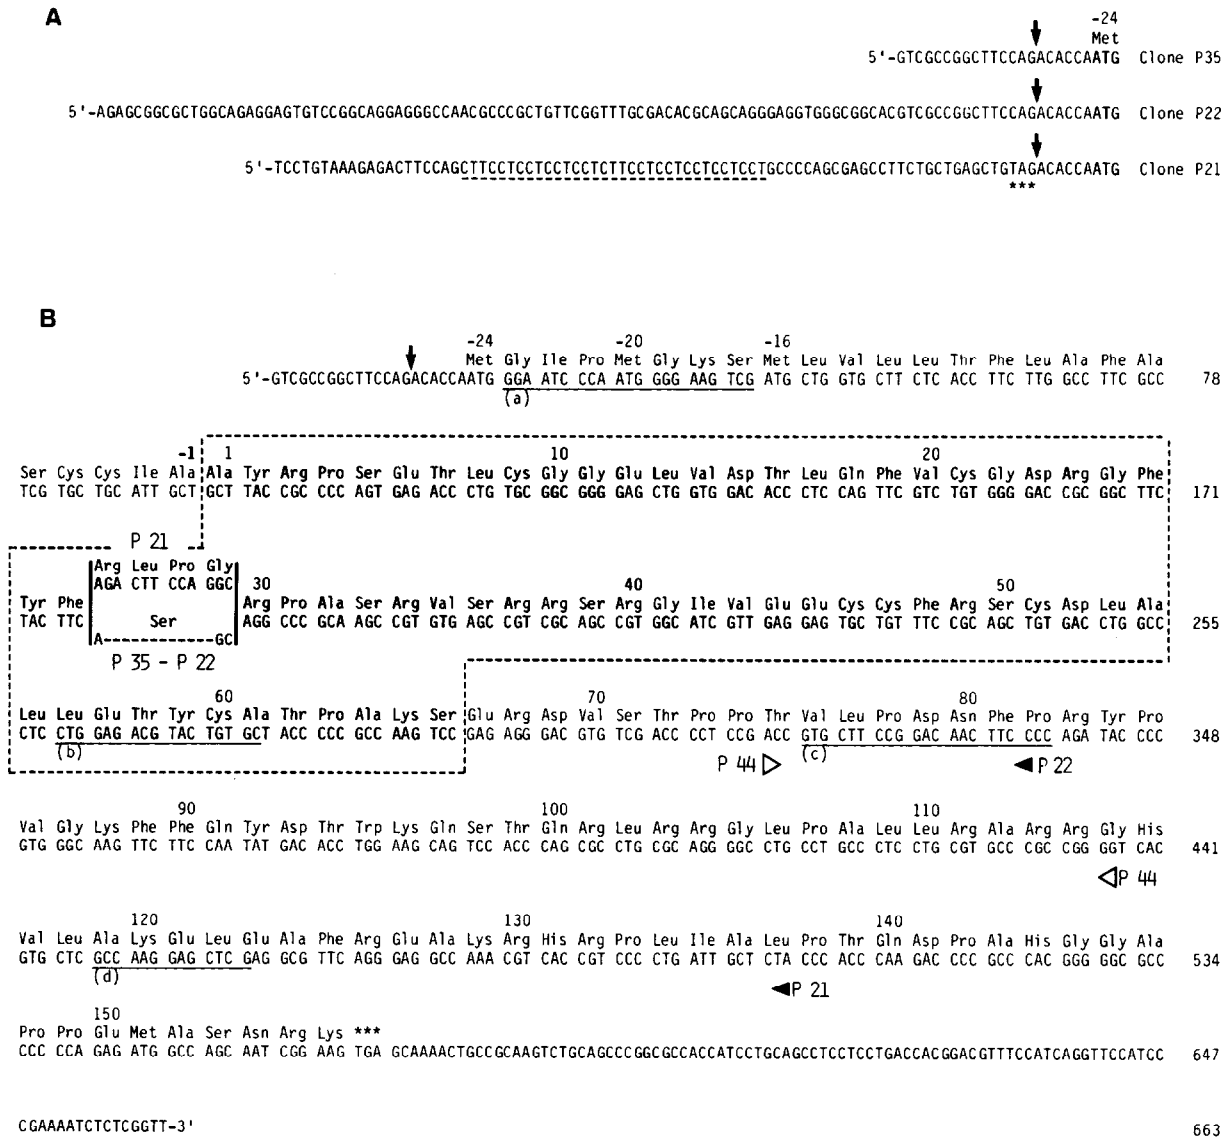 A
-24
Met
5'-GTCGCCGGCTTCCAGACACCAATG Clone P35
5'-AGAGCGGCGCTGGCAGAGGAGTGTCCGGCAGGAGGGCCAACGCCCGCTGTTCGGTTTGCGACACGCAGCAGGGAGGTGGGCGGCACGTCGCCGGCTTCCAGACACCAATG Clone P22
5'-TCCTGTAAAGAGACTTCCAGCTTCCTCCTCCTCCTCTTCCTCCTCCTCCTCCTGCCCCAGCGAGCCTTCTGCTGAGCTGTAGACACCAATG Clone P21
***
B
-24 -20 -16
Met Gly Ile Pro Met Gly Lys Ser Met Leu Val Leu Leu Thr Phe Leu Ala Phe Ala
5'-GTCGCCGGCTTCCAGACACCAATG GGA ATC CCA ATG GGG AAG TCG ATG CTG GTG CTT CTC ACC TTC TTG GCC TTC GCC 78
(a)
-1 1 10 20
Ser Cys Cys Ile Ala Ala Tyr Arg Pro Ser Glu Thr Leu Cys Gly Gly Glu Leu Val Asp Thr Leu Gln Phe Val Cys Gly Asp Arg Gly Phe
TCG TGC TGC ATT GCT GCT TAC CGC CCC AGT GAG ACC CTG TGC GGC GGG GAG CTG GTG GAC ACC CTC CAG TTC GTC TGT GGG GAC CGC GGC TTC 171
P 21
Arg Leu Pro Gly
AGA CTT CCA GGC 30 40 50
Tyr Phe Ser Arg Pro Ala Ser Arg Val Ser Arg Arg Ser Arg Gly Ile Val Glu Glu Cys Cys Phe Arg Ser Cys Asp Leu Ala
TAC TTC A-----------GC AGG CCC GCA AGC CGT GTG AGC CGT CGC AGC CGT GGC ATC GTT GAG GAG TGC TGT TTC CGC AGC TGT GAC CTG GCC 255
P 35 - P 22
60 70 80
Leu Leu Glu Thr Tyr Cys Ala Thr Pro Ala Lys Ser Glu Arg Asp Val Ser Thr Pro Pro Thr Val Leu Pro Asp Asn Phe Pro Arg Tyr Pro
CTC CTG GAG ACG TAC TGT GCT ACC CCC GCC AAG TCC GAG AGG GAC GTG TCG ACC CCT CCG ACC GTG CTT CCG GAC AAC TTC CCC AGA TAC CCC 348
(b) P 44 (c) P 22
90 100 110
Val Gly Lys Phe Phe Gln Tyr Asp Thr Trp Lys Gln Ser Thr Gln Arg Leu Arg Arg Gly Leu Pro Ala Leu Leu Arg Ala Arg Arg Gly His
GTG GGC AAG TTC TTC CAA TAT GAC ACC TGG AAG CAG TCC ACC CAG CGC CTG CGC AGG GGC CTG CCT GCC CTC CTG CGT GCC CGC CGG GGT CAC 441
P 44
120 130 140
Val Leu Ala Lys Glu Leu Glu Ala Phe Arg Glu Ala Lys Arg His Arg Pro Leu Ile Ala Leu Pro Thr Gln Asp Pro Ala His Gly Gly Ala
GTG CTC GCC AAG GAG CTC GAG GCG TTC AGG GAG GCC AAA CGT CAC CGT CCC CTG ATT GCT CTA CCC ACC CAA GAC CCC GCC CAC GGG GGC GCC 534
(d) P 21
150
Pro Pro Glu Met Ala Ser Asn Arg Lys ***
CCC CCA GAG ATG GCC AGC AAT CGG AAG TGA GCAAAACTGCCGCAAGTCTGCAGCCCGGCGCCACCATCCTGCAGCCTCCTCCTGACCACGGACGTTTCCATCAGGTTCCATCC 647
CGAAAATCTCTCGGTT-3' 663